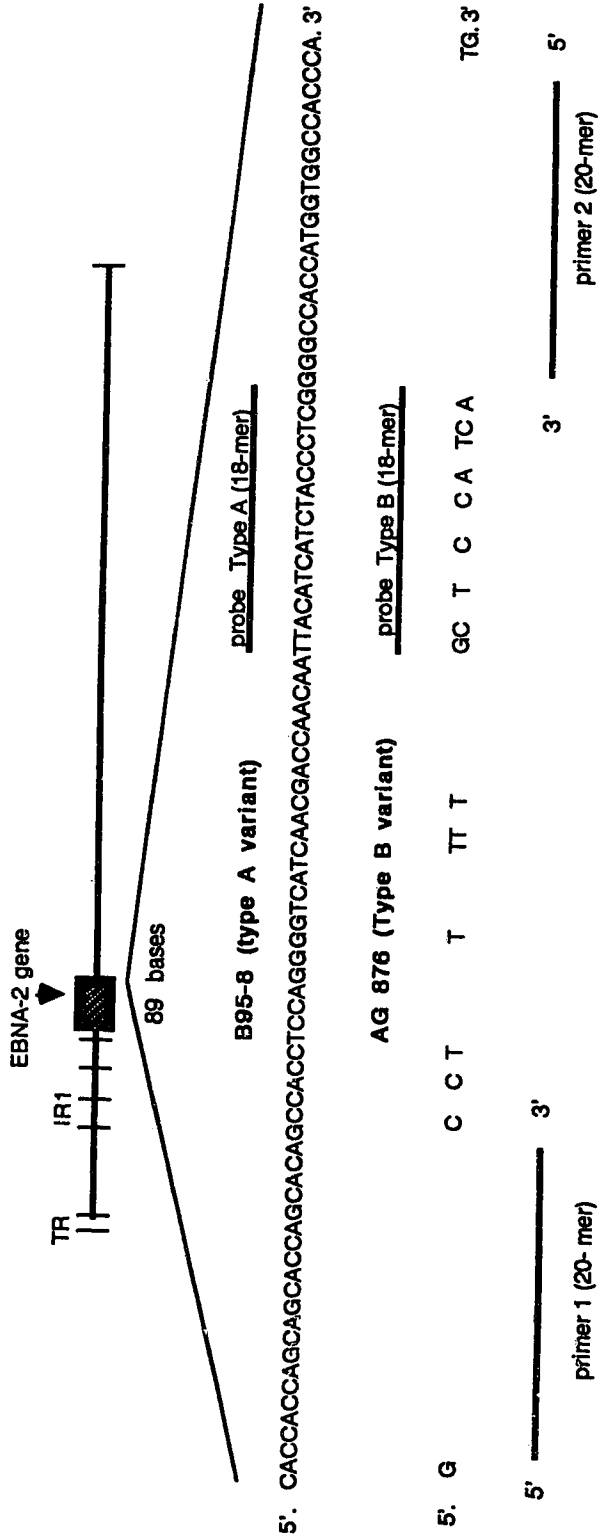 EBNA-2 gene
TR
IR1
89 bases
B95-8 (type A variant)
probe Type A (18-mer)
5'. CACCACCAGCAGCACCAGCACAGCCACCTCCAGGGGTCATCAACGACCAACAATTACATCATCTACCCTCGGGGCCACCATGGTGGCCACCCA. 3'
AG 876 (Type B variant)
probe Type B (18-mer)
5'. G C C T T TT T GC T C CA TC A TG. 3'
5' 3' 3' 5'
primer 1 (20- mer)
primer 2 (20-mer)